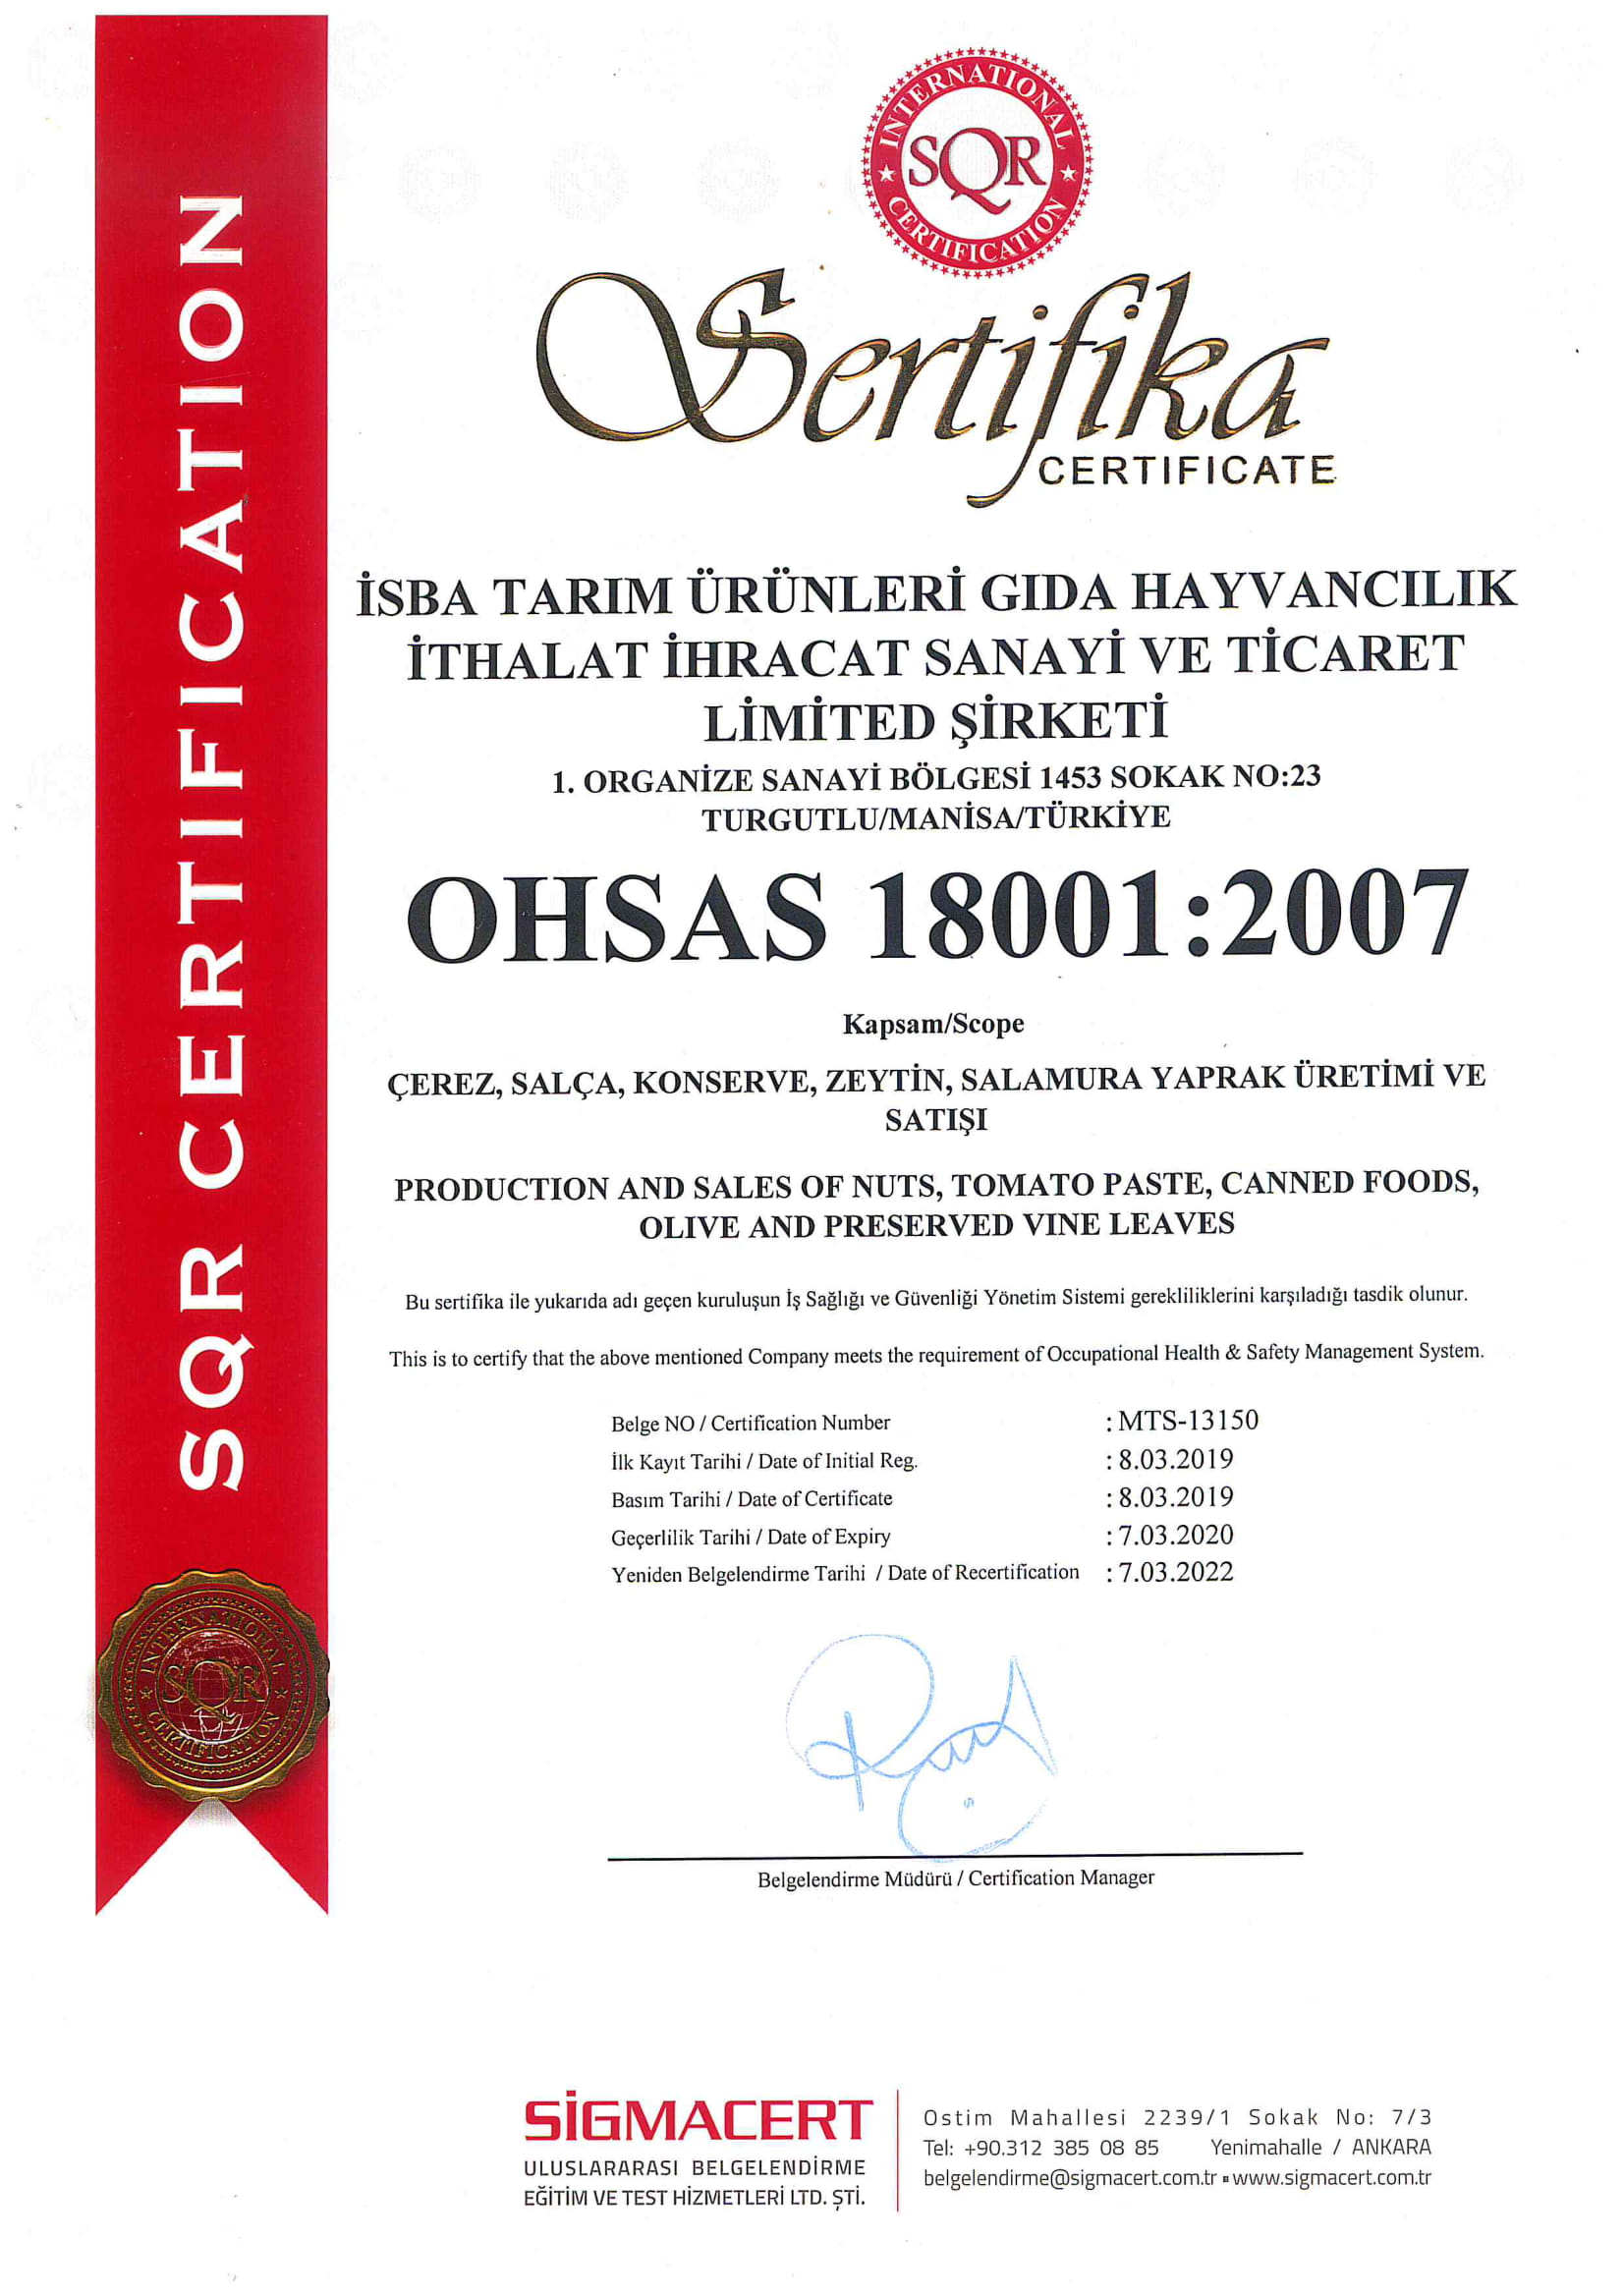 INTERNATIONAL
SQR
CERTIFICATION
Sertifika
CERTIFICATE
SQR CERTIFICATION
İSBA TARIM ÜRÜNLERİ GIDA HAYVANCILIK
İTHALAT İHRACAT SANAYİ VE TİCARET
LİMİTED ŞİRKETİ
1. ORGANİZE SANAYİ BÖLGESİ 1453 SOKAK NO:23
TURGUTLU/MANİSA/TÜRKİYE
OHSAS 18001:2007
Kapsam/Scope
ÇEREZ, SALÇA, KONSERVE, ZEYTİN, SALAMURA YAPRAK ÜRETİMİ VE
SATIŞI
PRODUCTION AND SALES OF NUTS, TOMATO PASTE, CANNED FOODS,
OLIVE AND PRESERVED VINE LEAVES
Bu sertifika ile yukarıda adı geçen kuruluşun İş Sağlığı ve Güvenliği Yönetim Sistemi gerekliliklerini karşıladığı tasdik olunur.
This is to certify that the above mentioned Company meets the requirement of Occupational Health & Safety Management System.
Belge NO / Certification Number : MTS-13150
İlk Kayıt Tarihi / Date of Initial Reg. : 8.03.2019
Basım Tarihi / Date of Certificate : 8.03.2019
Geçerlilik Tarihi / Date of Expiry : 7.03.2020
Yeniden Belgelendirme Tarihi / Date of Recertification : 7.03.2022
INTERNATIONAL
SQR
CERTIFICATION
Belgelendirme Müdürü / Certification Manager
SİGMACERT
ULUSLARARASI BELGELENDİRME
EĞİTİM VE TEST HİZMETLERİ LTD. ŞTİ.
Ostim Mahallesi 2239/1 Sokak No: 7/3
Tel: +90.312 385 08 85 Yenimahalle / ANKARA
belgelendirme@sigmacert.com.tr ▪ www.sigmacert.com.tr